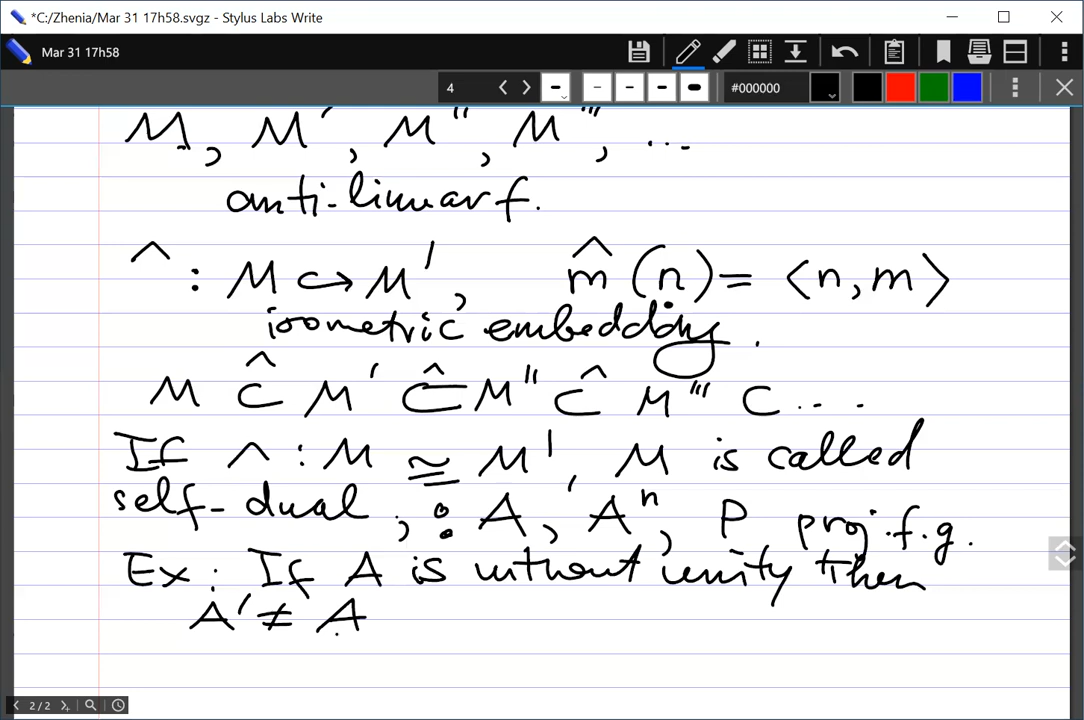 *C:/Zhenia/Mar 31 17h58.svgz - Stylus Labs Write
Mar 31 17h58
4
#000000
M, M', M'', M''', ...
anti-linear f.
^ : M ↪ M', m̂(n) = ⟨n, m⟩
isometric embedding.
M ⊂̂ M' ⊂̂ M'' ⊂̂ M''' ⊂ ...
If ^ : M ≅ M', M is called
self-dual ; : A, Aⁿ, P proj. f. g.
Ex : If A is without unity then
A' ≠ A
2/2